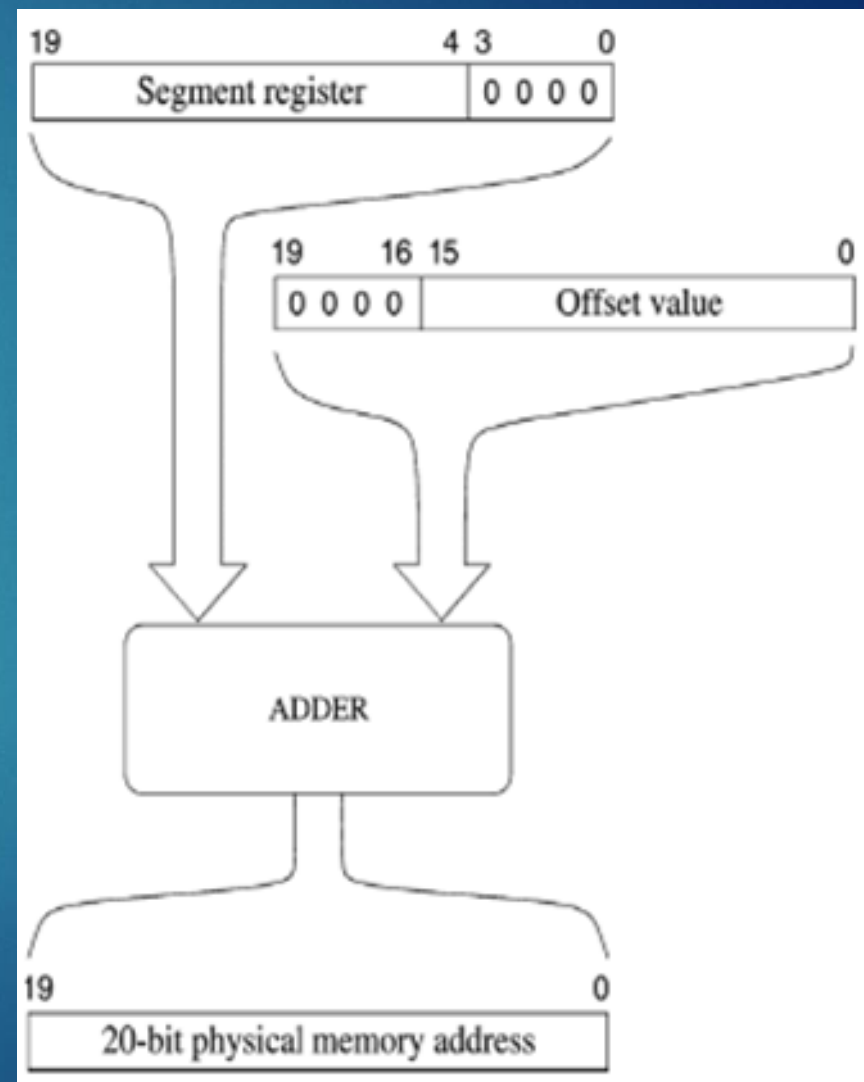 19 4 3 0
Segment register 0 0 0 0
19 16 15 0
0 0 0 0 Offset value
ADDER
19 0
20-bit physical memory address